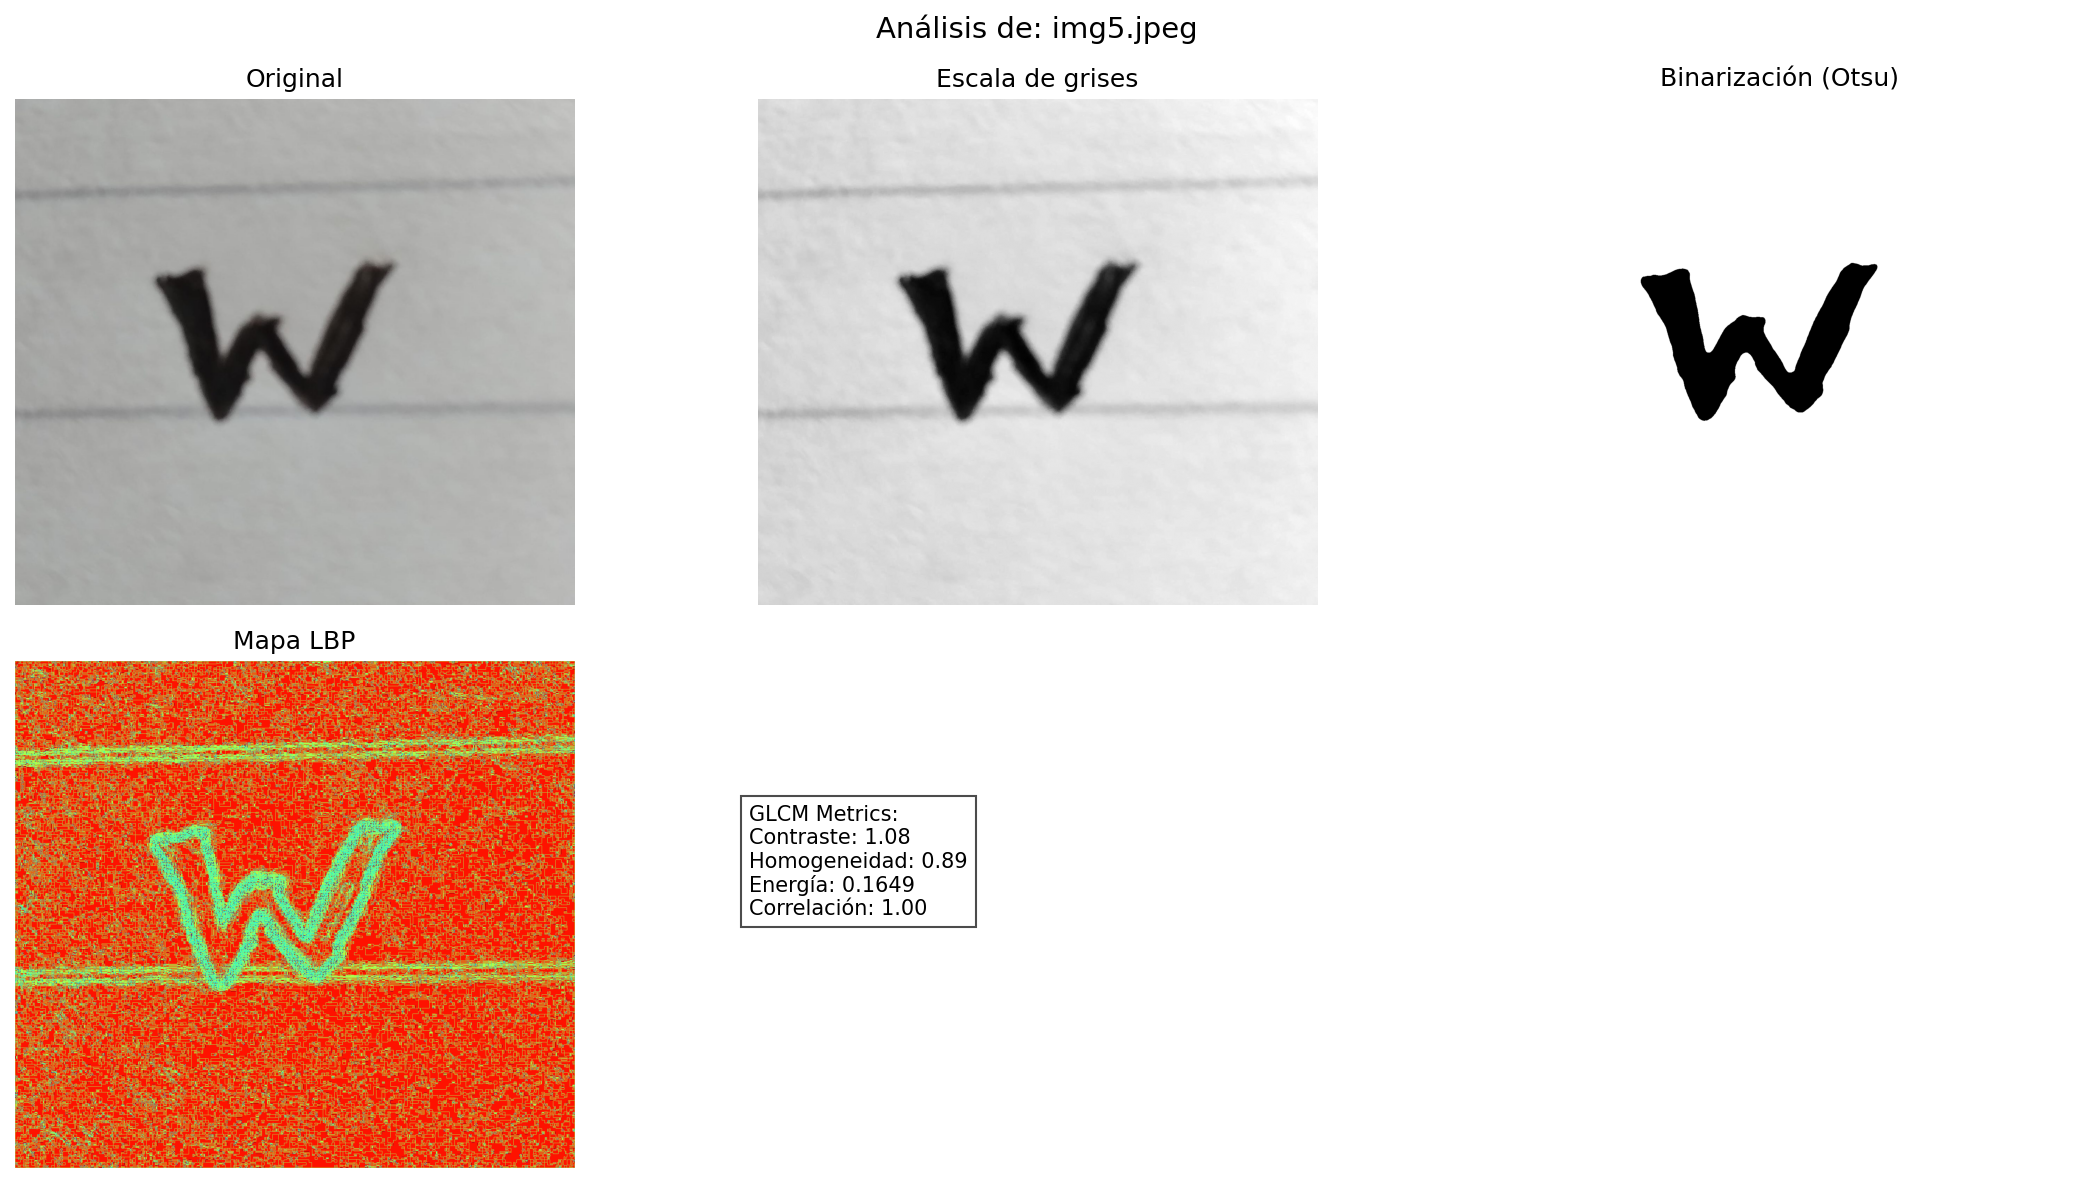 Análisis de: img5.jpeg
Original
Escala de grises
Binarización (Otsu)
W
W
W
Mapa LBP
W
GLCM Metrics:
Contraste: 1.08
Homogeneidad: 0.89
Energía: 0.1649
Correlación: 1.00